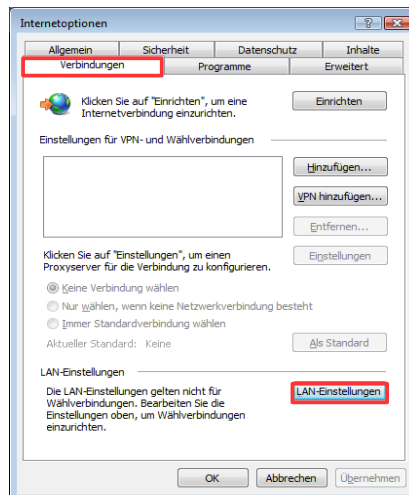 Internetoptionen
Allgemein Sicherheit Datenschutz Inhalte
Verbindungen Programme Erweitert
Klicken Sie auf "Einrichten", um eine Einrichten
Internetverbindung einzurichten.
Einstellungen für VPN- und Wählverbindungen
Hinzufügen...
VPN hinzufügen...
Entfernen...
Klicken Sie auf "Einstellungen", um einen Einstellungen
Proxyserver für die Verbindung zu konfigurieren.
Keine Verbindung wählen
Nur wählen, wenn keine Netzwerkverbindung besteht
Immer Standardverbindung wählen
Aktueller Standard: Keine Als Standard
LAN-Einstellungen
Die LAN-Einstellungen gelten nicht für LAN-Einstellungen
Wählverbindungen. Bearbeiten Sie die
Einstellungen oben, um Wählverbindungen
einzurichten.
OK Abbrechen Übernehmen